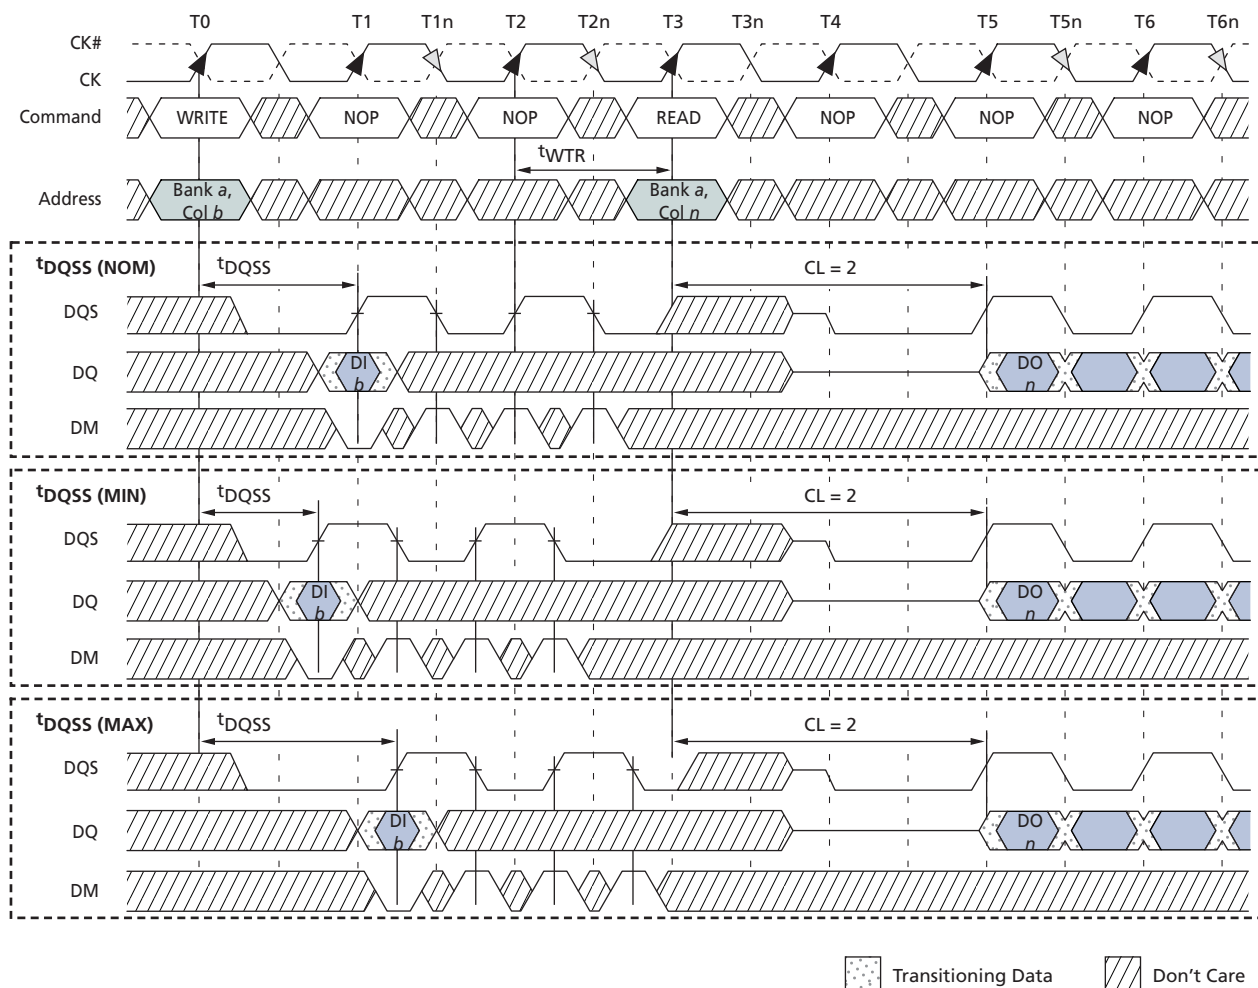 T0 T1 T1n T2 T2n T3 T3n T4 T5 T5n T6 T6n
CK#
CK
Command WRITE NOP NOP READ NOP NOP NOP
tWTR
Address Bank a, Col b Bank a, Col n
tDQSS (NOM) tDQSS CL = 2
DQS
DQ DI b DO n
DM
tDQSS (MIN) tDQSS CL = 2
DQS
DQ DI b DO n
DM
tDQSS (MAX) tDQSS CL = 2
DQS
DQ DI b DO n
DM
Transitioning Data Don't Care